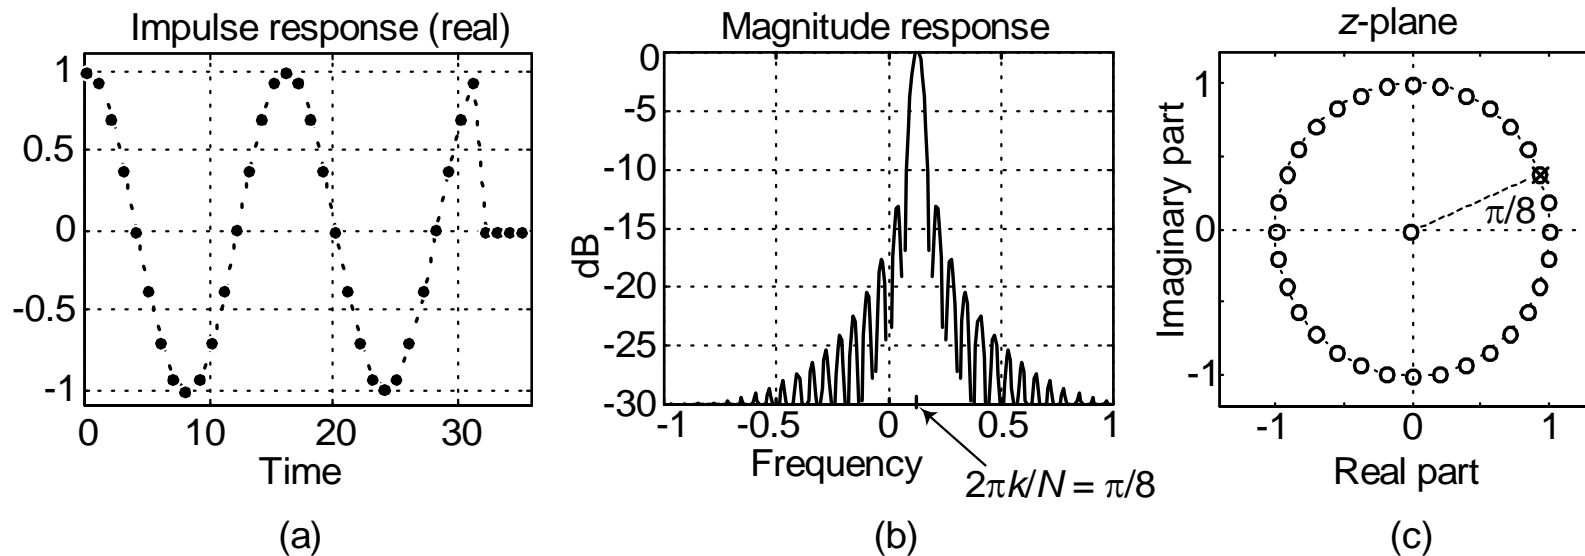 Impulse response (real)
1
0.5
0
-0.5
-1
0
10
20
30
Time
(a)
Magnitude response
0
-5
-10
-15
-20
-25
-30
dB
-1
-0.5
0
0.5
1
Frequency
2πk/N = π/8
(b)
z-plane
1
0
-1
Imaginary part
π/8
-1
0
1
Real part
(c)